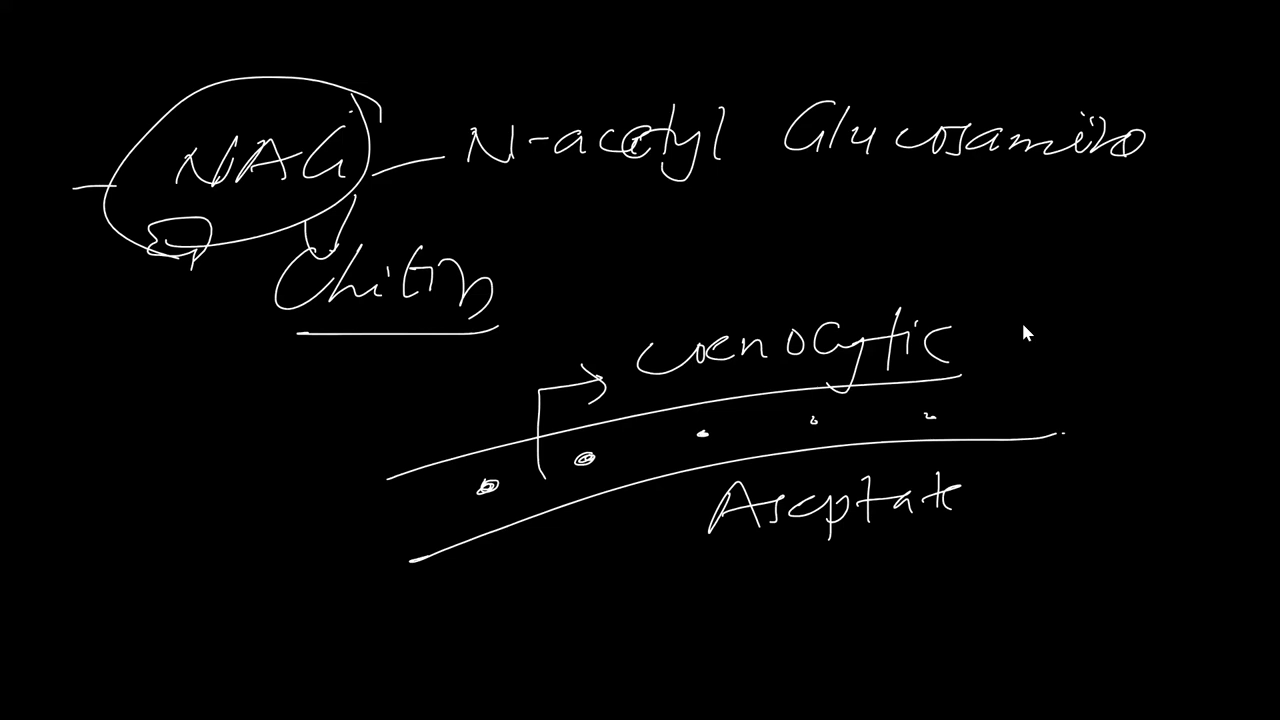 NAG - N-acetyl Glucosamine
Chitin
Coenocytic
Aseptate